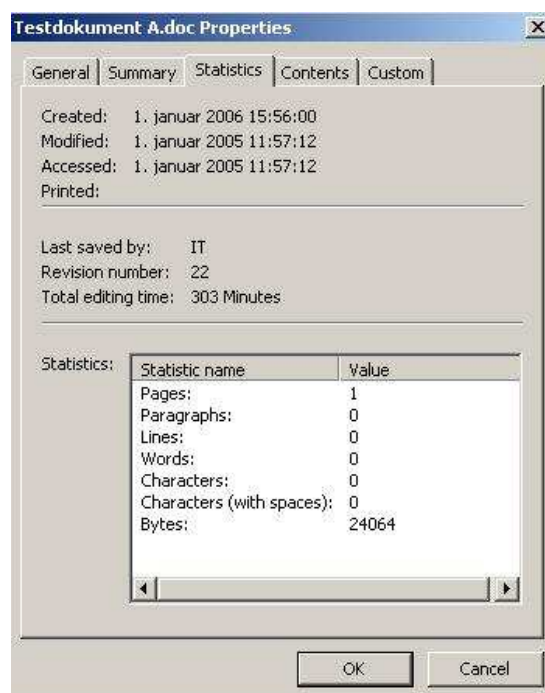 Testdokument A.doc Properties
General Summary Statistics Contents Custom
Created: 1. januar 2006 15:56:00
Modified: 1. januar 2005 11:57:12
Accessed: 1. januar 2005 11:57:12
Printed:
Last saved by: IT
Revision number: 22
Total editing time: 303 Minutes
Statistics:
Statistic name Value
Pages: 1
Paragraphs: 0
Lines: 0
Words: 0
Characters: 0
Characters (with spaces): 0
Bytes: 24064
OK Cancel